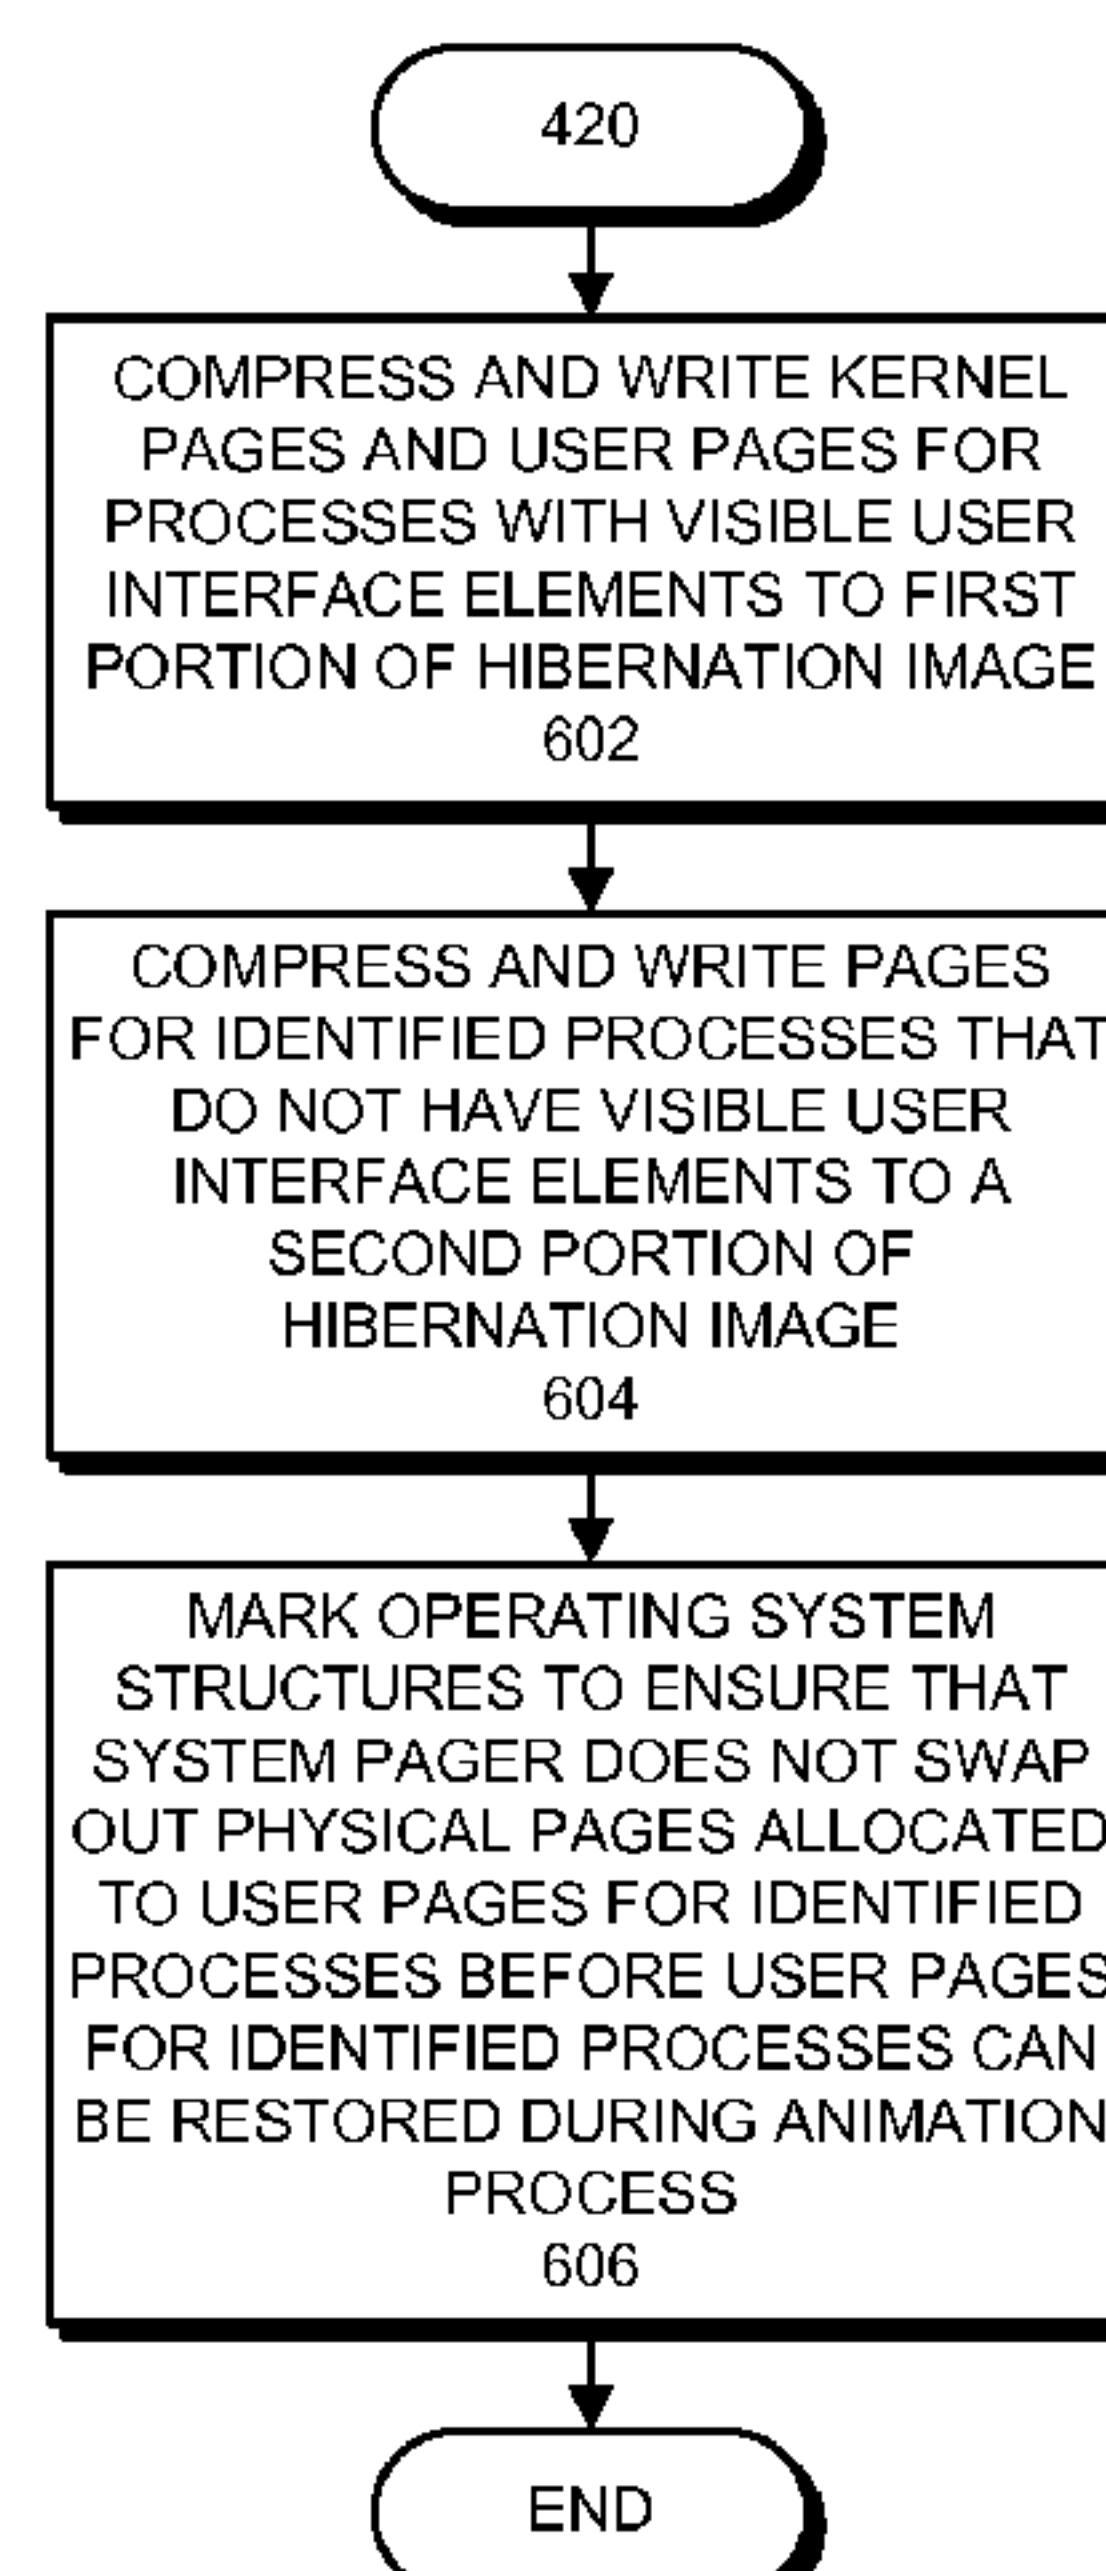 420
COMPRESS AND WRITE KERNEL
PAGES AND USER PAGES FOR
PROCESSES WITH VISIBLE USER
INTERFACE ELEMENTS TO FIRST
PORTION OF HIBERNATION IMAGE
602
COMPRESS AND WRITE PAGES
FOR IDENTIFIED PROCESSES THAT
DO NOT HAVE VISIBLE USER
INTERFACE ELEMENTS TO A
SECOND PORTION OF
HIBERNATION IMAGE
604
MARK OPERATING SYSTEM
STRUCTURES TO ENSURE THAT
SYSTEM PAGER DOES NOT SWAP
OUT PHYSICAL PAGES ALLOCATED
TO USER PAGES FOR IDENTIFIED
PROCESSES BEFORE USER PAGES
FOR IDENTIFIED PROCESSES CAN
BE RESTORED DURING ANIMATION
PROCESS
606
END